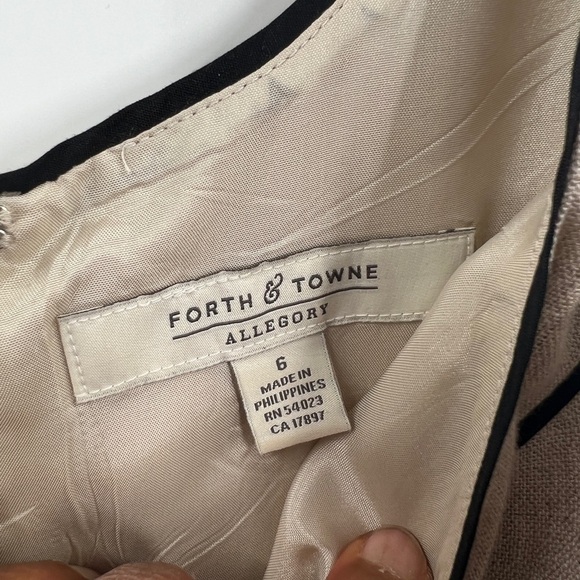 FORTH & TOWNE
ALLEGORY
6
MADE IN
PHILIPPINES
RN 54023
CA 17897